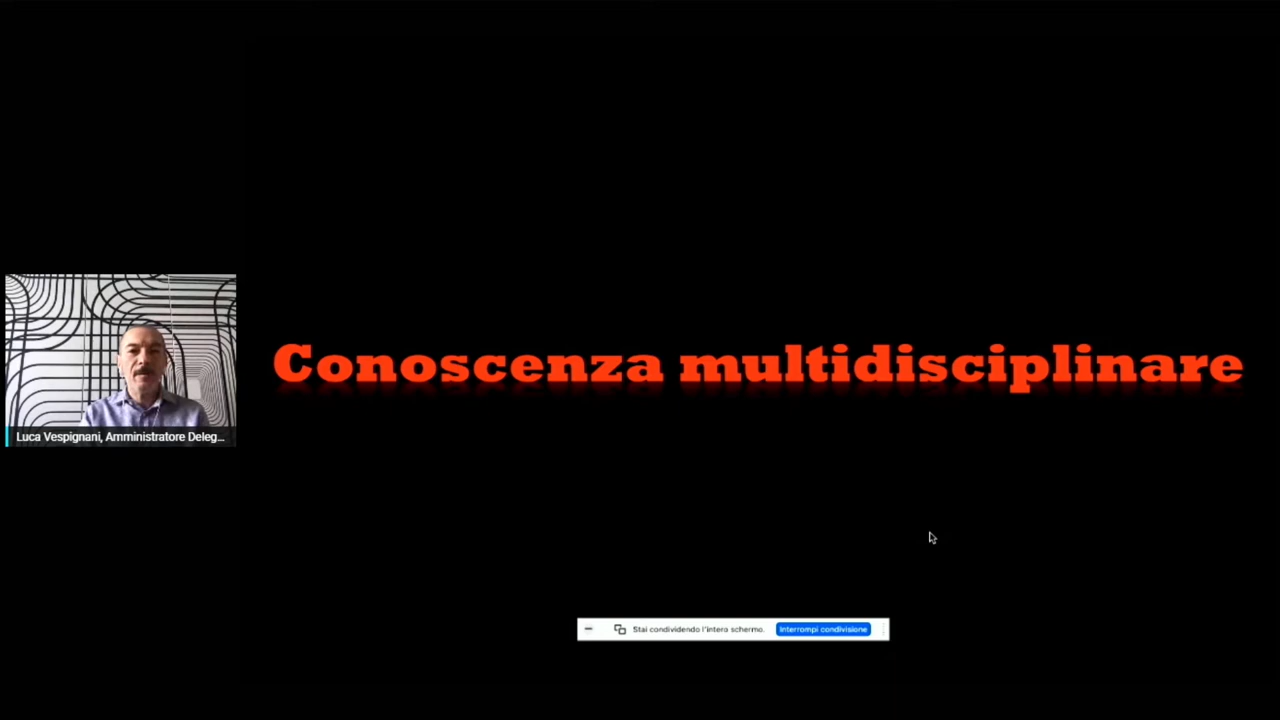 Conoscenza multidisciplinare
Luca Vespignani, Amministratore Deleg...
Stai condividendo l'intero schermo.
Interrompi condivisione